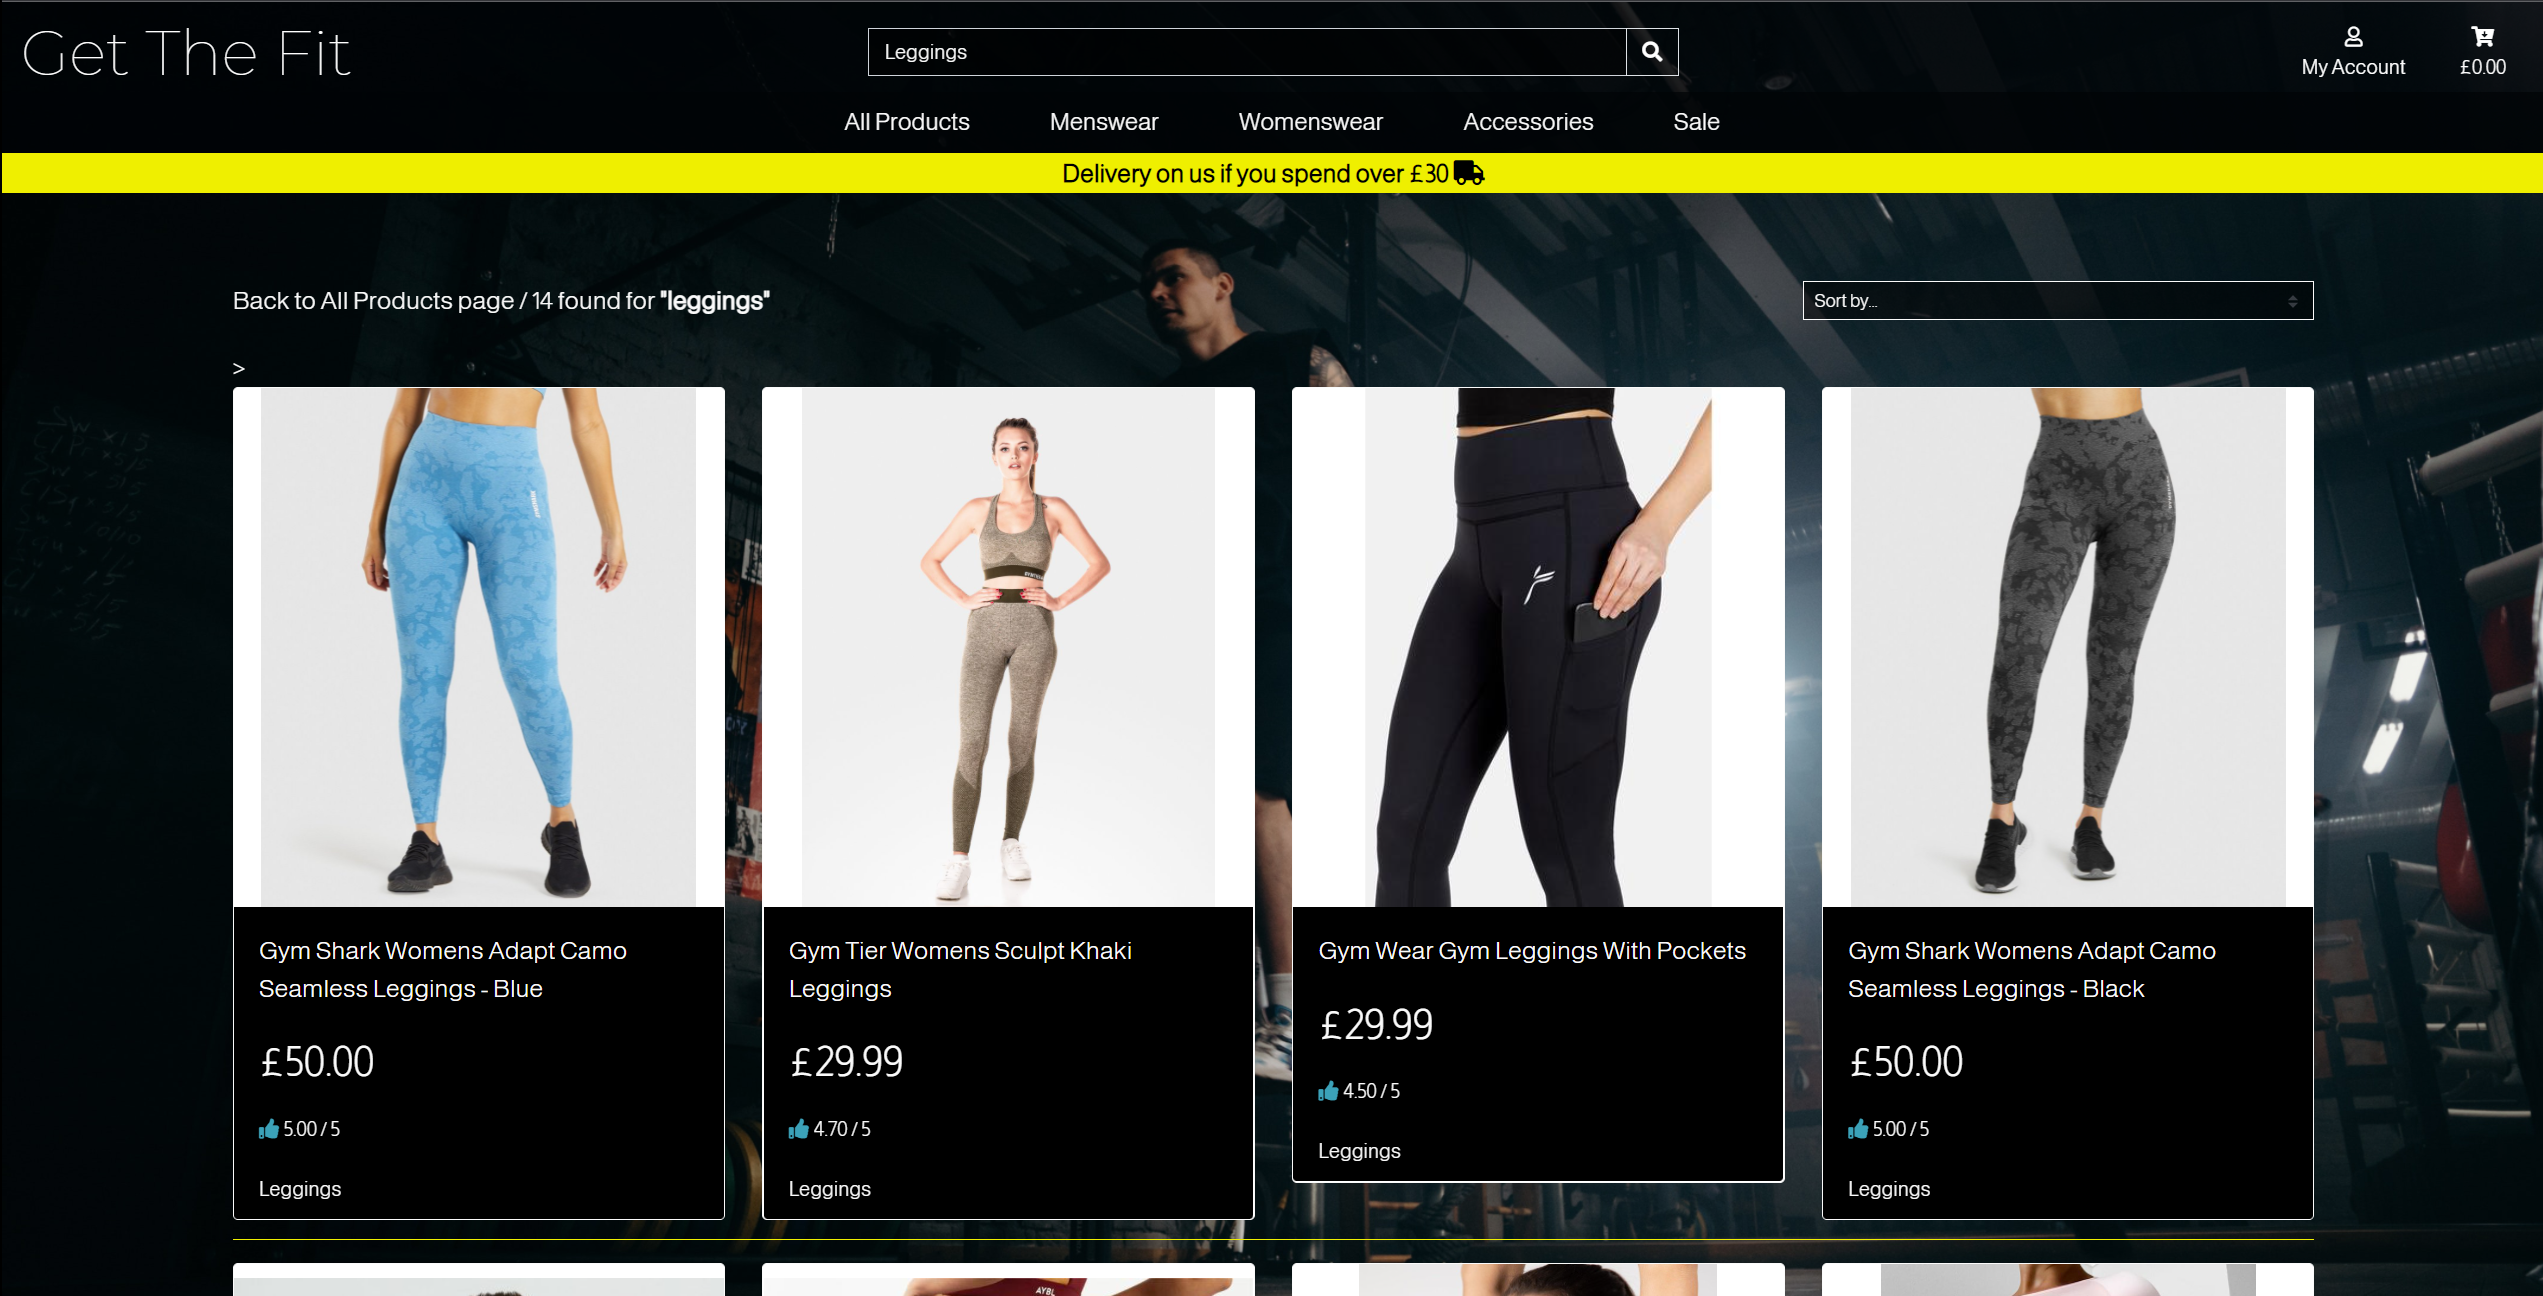 Get The Fit
Leggings
My Account
£0.00
All Products
Menswear
Womenswear
Accessories
Sale
Delivery on us if you spend over £30
Back to All Products page / 14 found for "leggings"
Sort by...
>
Gym Shark Womens Adapt Camo
Seamless Leggings - Blue
£50.00
5.00 / 5
Leggings
Gym Tier Womens Sculpt Khaki
Leggings
£29.99
4.70 / 5
Leggings
Gym Wear Gym Leggings With Pockets
£29.99
4.50 / 5
Leggings
Gym Shark Womens Adapt Camo
Seamless Leggings - Black
£50.00
5.00 / 5
Leggings
AYBL